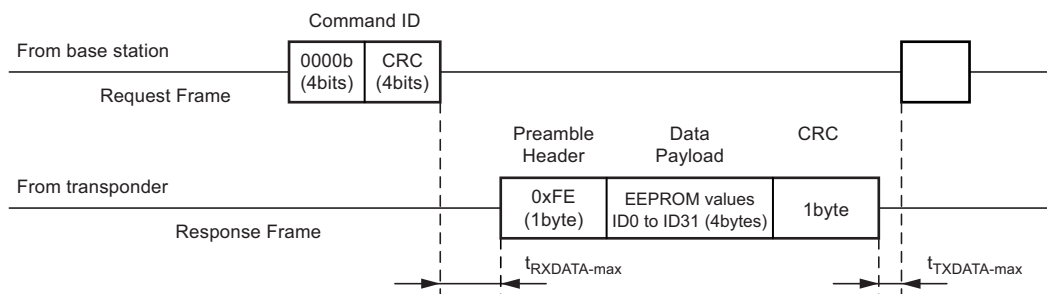 Command ID
From base station
0000b
(4bits)
CRC
(4bits)
Request Frame
Preamble
Header
Data
Payload
CRC
From transponder
0xFE
(1byte)
EEPROM values
ID0 to ID31 (4bytes)
1byte
Response Frame
tRXDATA-max
tTXDATA-max